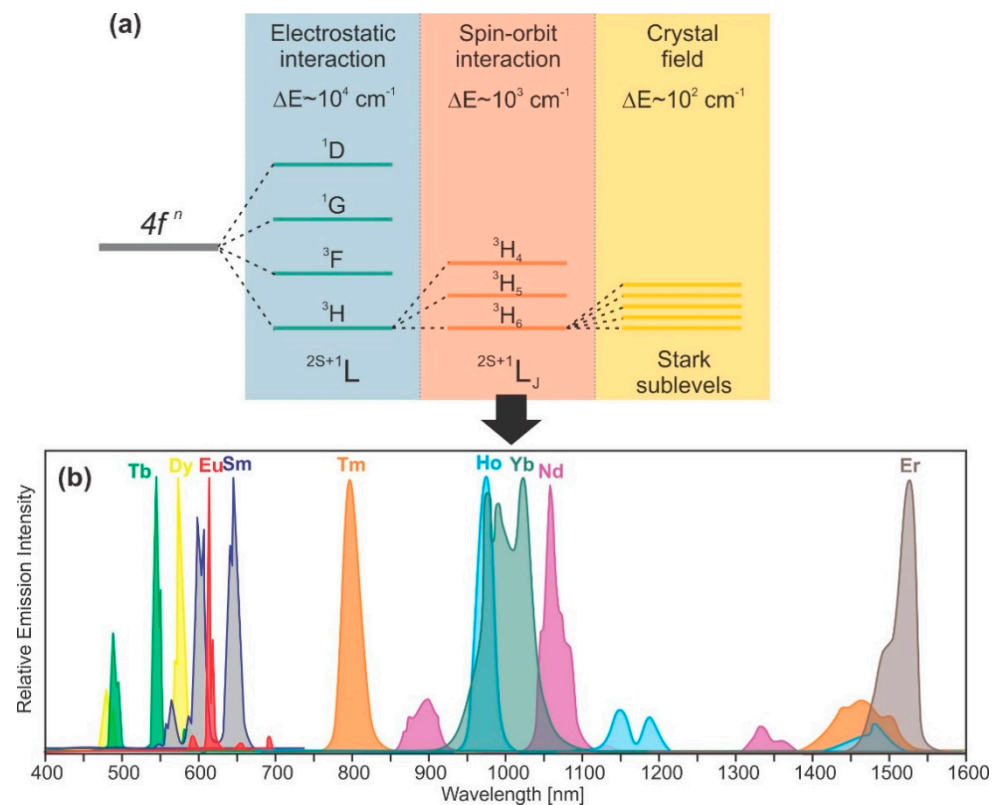 (a)
Electrostatic interaction
ΔE~10⁴ cm⁻¹
Spin-orbit interaction
ΔE~10³ cm⁻¹
Crystal field
ΔE~10² cm⁻¹
4f ⁿ
¹D
¹G
³F
³H
³H₄
³H₅
³H₆
²ˢ⁺¹L
²ˢ⁺¹L_J
Stark sublevels
(b)
Tb
Dy
Eu
Sm
Tm
Ho
Yb
Nd
Er
Relative Emission Intensity
400 500 600 700 800 900 1000 1100 1200 1300 1400 1500 1600
Wavelength [nm]